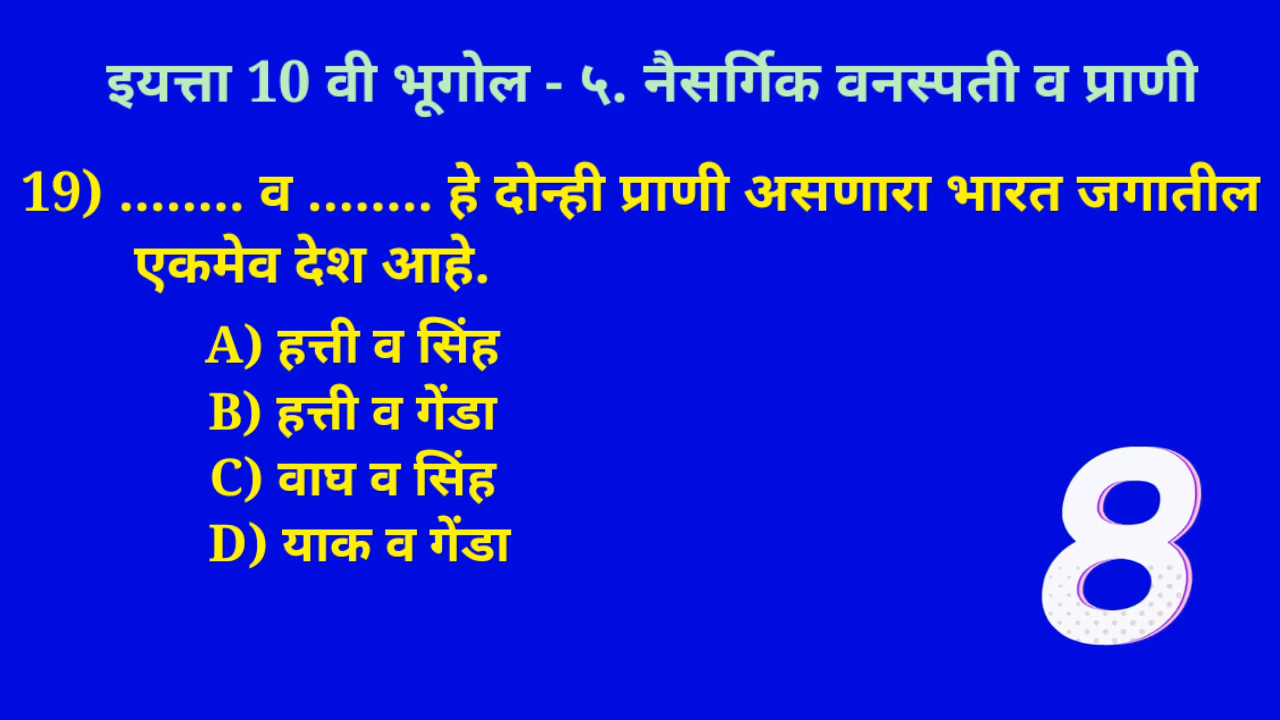 इयत्ता 10 वी भूगोल - ५. नैसर्गिक वनस्पती व प्राणी
19) ........ व ........ हे दोन्ही प्राणी असणारा भारत जगातील
एकमेव देश आहे.
A) हत्ती व सिंह
B) हत्ती व गेंडा
C) वाघ व सिंह
D) याक व गेंडा
8